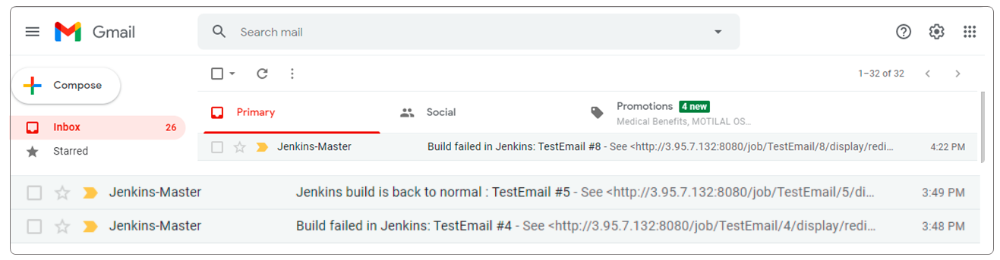 Gmail
Search mail
Compose
1–32 of 32
Primary
Social
Promotions 4 new
Medical Benefits, MOTILAL OS...
Inbox 26
Starred
Jenkins-Master Build failed in Jenkins: TestEmail #8 - See <http://3.95.7.132:8080/job/TestEmail/8/display/redi... 4:22 PM
Jenkins-Master Jenkins build is back to normal : TestEmail #5 - See <http://3.95.7.132:8080/job/TestEmail/5/di... 3:49 PM
Jenkins-Master Build failed in Jenkins: TestEmail #4 - See <http://3.95.7.132:8080/job/TestEmail/4/display/redi... 3:48 PM